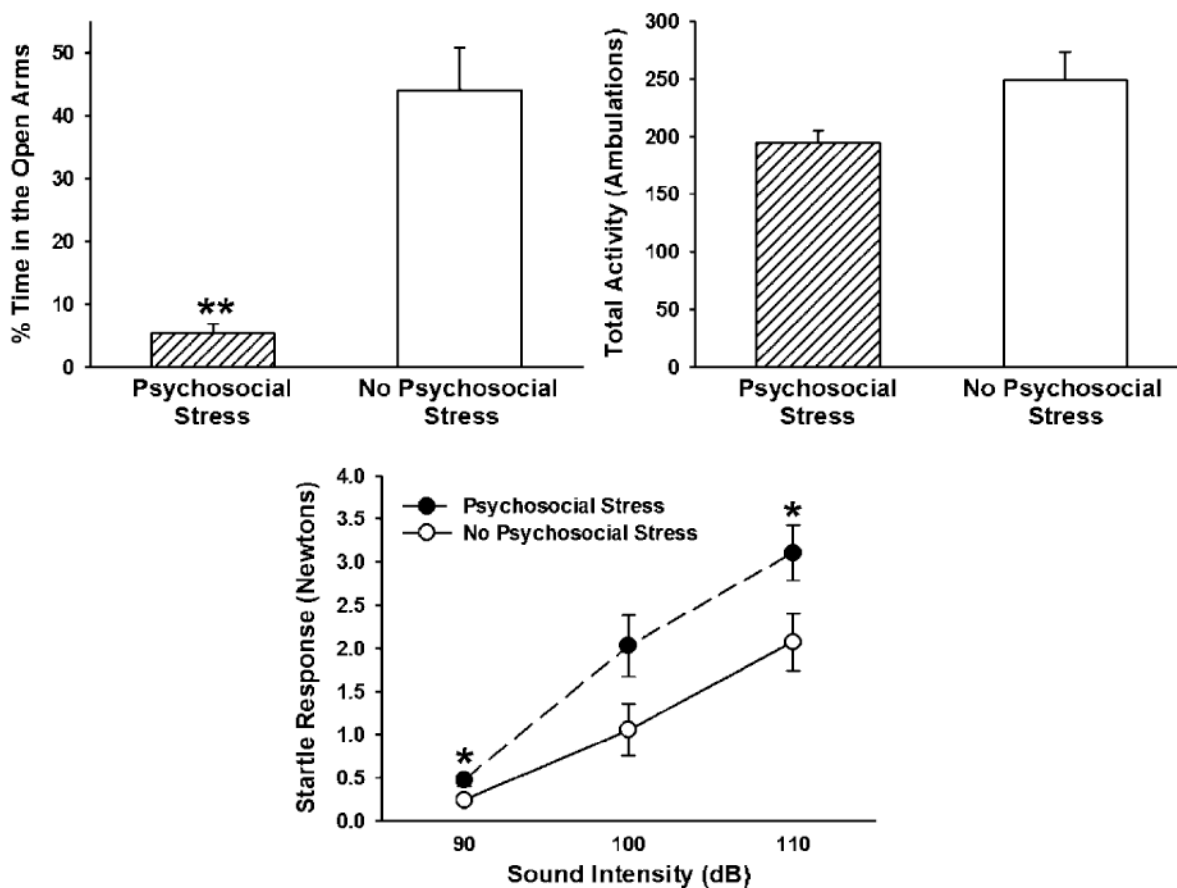 % Time in the Open Arms
50
40
30
20
10
0
**
Psychosocial
Stress
No Psychosocial
Stress
Total Activity (Ambulations)
300
250
200
150
100
50
0
Psychosocial
Stress
No Psychosocial
Stress
Startle Response (Newtons)
4.0
3.5
3.0
2.5
2.0
1.5
1.0
0.5
0.0
Psychosocial Stress
No Psychosocial Stress
*
*
90
100
110
Sound Intensity (dB)